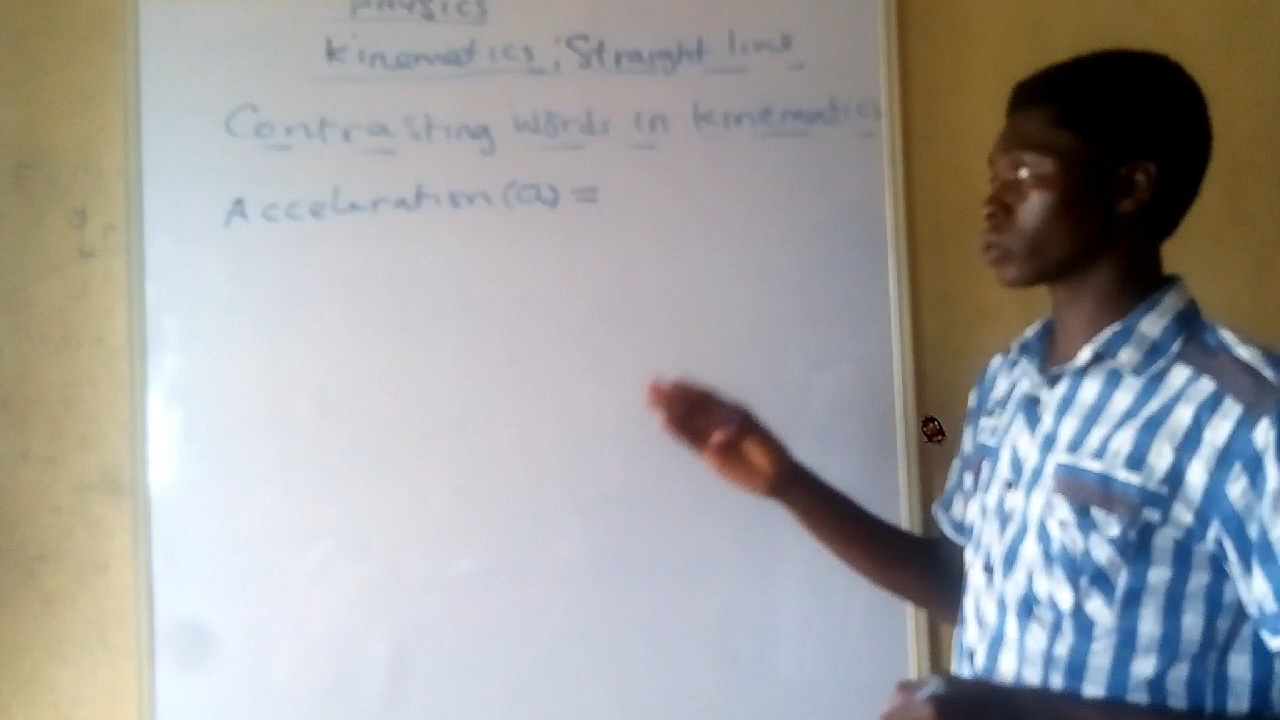 PHYSICS
Kinematics; Straight line
Contrasting Words in Kinematics
Acceleration (a) =